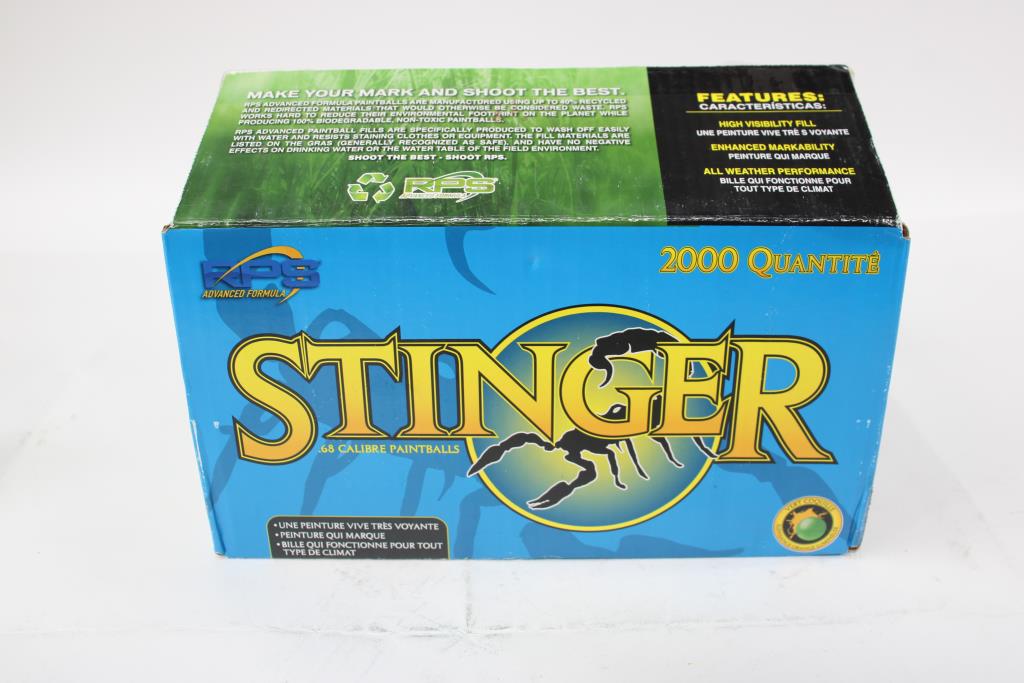 MAKE YOUR MARK AND SHOOT THE BEST.
RPS ADVANCED FORMULA PAINTBALLS ARE MANUFACTURED USING UP TO 40% RECYCLED
AND REDIRECTED MATERIALS THAT WOULD OTHERWISE BE CONSIDERED WASTE. RPS
WORKS HARD TO REDUCE THEIR ENVIRONMENTAL FOOTPRINT ON THE PLANET WHILE
PRODUCING 100% BIODEGRADABLE, NON-TOXIC PAINTBALLS.
RPS ADVANCED PAINTBALL FILLS ARE SPECIFICALLY PRODUCED TO WASH OFF EASILY
WITH WATER AND RESISTS STAINING CLOTHES OR EQUIPMENT. THE FILL MATERIALS ARE
LISTED ON THE GRAS (GENERALLY RECOGNIZED AS SAFE), AND HAVE NO NEGATIVE
EFFECTS ON DRINKING WATER OR THE WATER TABLE OF THE FIELD ENVIRONMENT.
SHOOT THE BEST - SHOOT RPS.
RPS
ADVANCED FORMULA
FEATURES:
CARACTERÍSTICAS:
HIGH VISIBILITY FILL
UNE PEINTURE VIVE TRÈ S VOYANTE
ENHANCED MARKABILITY
PEINTURE QUI MARQUE
ALL WEATHER PERFORMANCE
BILLE QUI FONCTIONNE POUR
TOUT TYPE DE CLIMAT
RPS
ADVANCED FORMULA
2000 QUANTITÉ
STINGER
.68 CALIBRE PAINTBALLS
• UNE PEINTURE VIVE TRÈS VOYANTE
• PEINTURE QUI MARQUE
• BILLE QUI FONCTIONNE POUR TOUT
TYPE DE CLIMAT